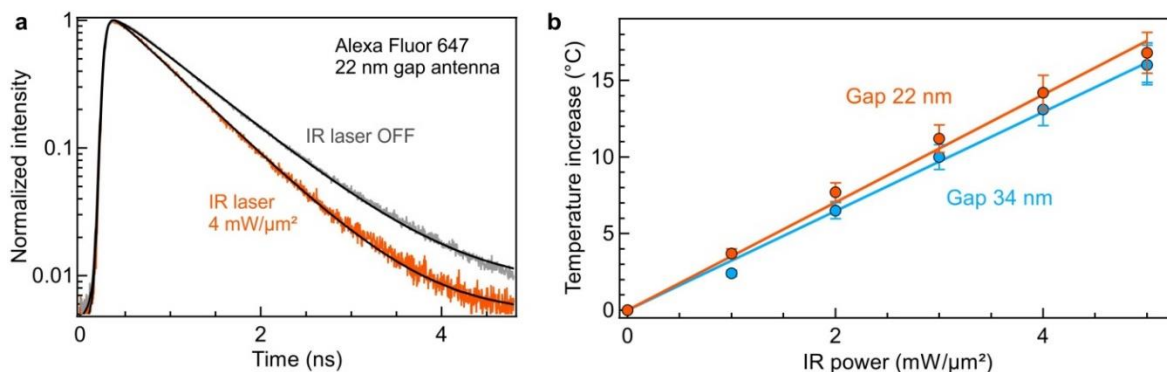 a
1
0.1
0.01
Normalized intensity
Alexa Fluor 647
22 nm gap antenna
IR laser OFF
IR laser
4 mW/µm²
0
2
4
Time (ns)
b
15
10
5
0
Temperature increase (°C)
Gap 22 nm
Gap 34 nm
0
2
4
IR power (mW/µm²)